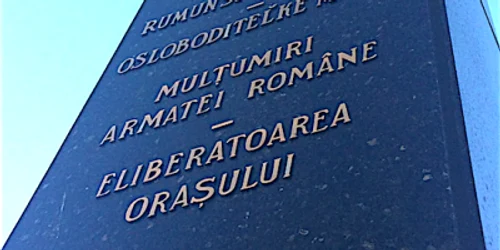 OSLOBODITEĽKE
MULȚUMIRI
ARMATEI ROMÂNE
–
ELIBERATOAREA
ORAȘULUI